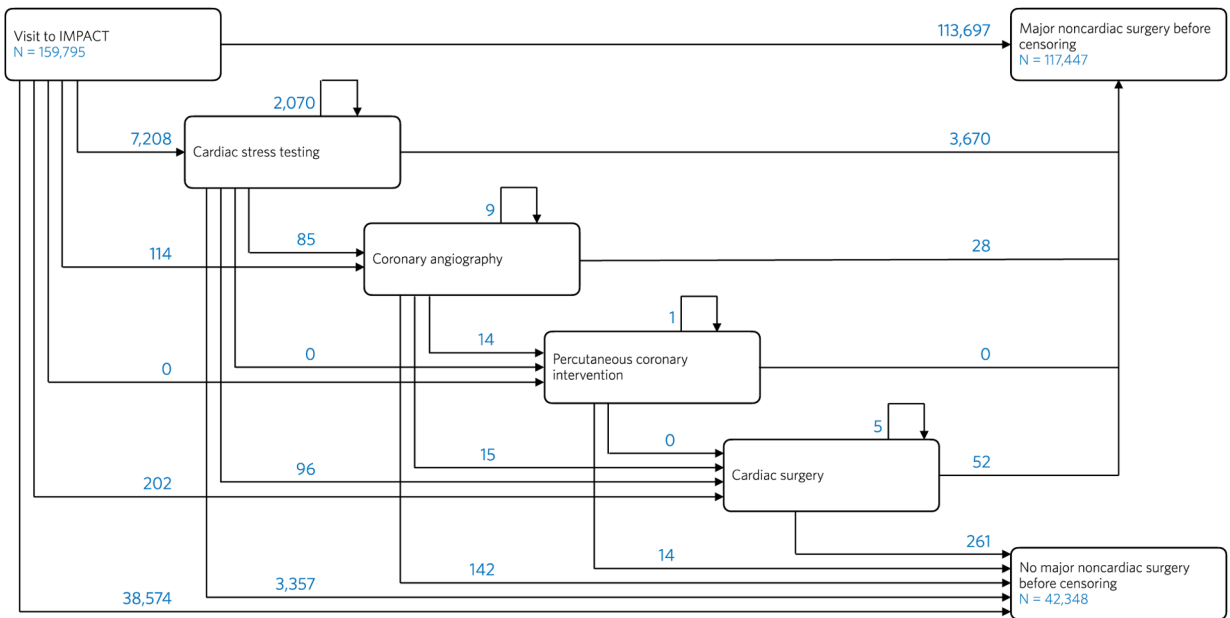 Visit to IMPACT
N = 159,795
113,697
Major noncardiac surgery before
censoring
N = 117,447
2,070
7,208
Cardiac stress testing
3,670
9
85
114
Coronary angiography
28
1
14
0
0
Percutaneous coronary
intervention
0
5
0
15
96
202
Cardiac surgery
52
261
14
142
3,357
38,574
No major noncardiac surgery
before censoring
N = 42,348